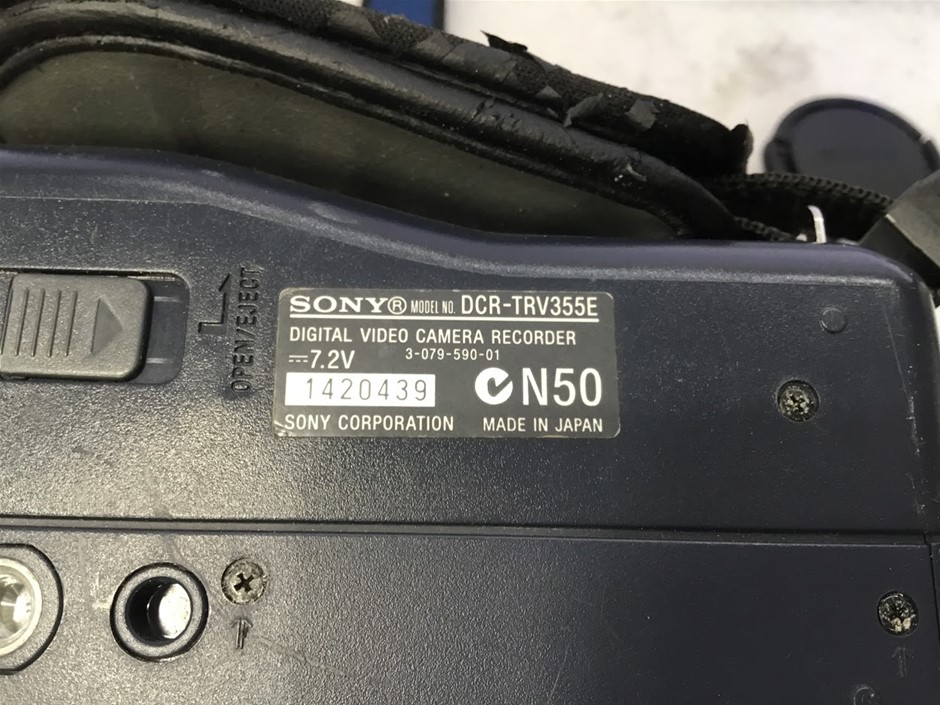 OPEN/EJECT
SONY® MODEL NO. DCR-TRV355E
DIGITAL VIDEO CAMERA RECORDER
⎓7.2V 3-079-590-01
1420439 N50
SONY CORPORATION MADE IN JAPAN